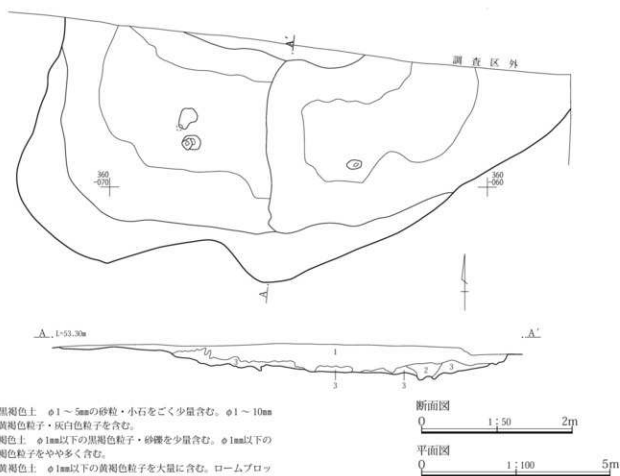 A'
調査区外
360
-070
360
-060
A
A L=53.30m A'
1
3
2
3
3
3
黒褐色土 φ1～5mmの砂粒・小石をごく少量含む。φ1～10mm
黄褐色粒子・灰白色粒子を含む。
褐色土 φ1mm以下の黒褐色粒子・砂礫を少量含む。φ1mm以下の
褐色粒子をやや多く含む。
黄褐色土 φ1mm以下の黄褐色粒子を大量に含む。ロームブロッ
断面図
0 1:50 2m
平面図
0 1:100 5m